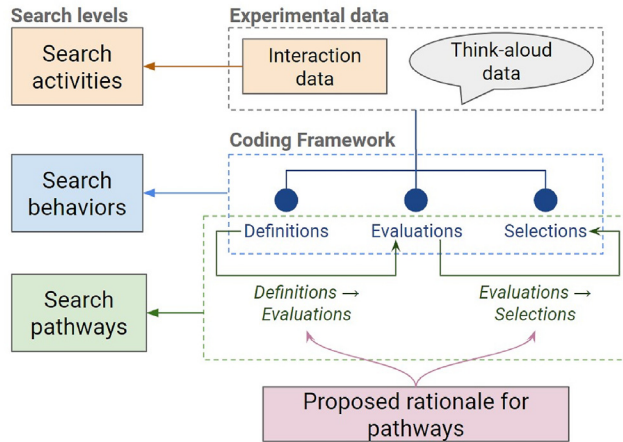 Search levels
Experimental data
Search
activities
Interaction
data
Think-aloud
data
Coding Framework
Search
behaviors
Definitions
Evaluations
Selections
Search
pathways
Definitions →
Evaluations
Evaluations →
Selections
Proposed rationale for
pathways